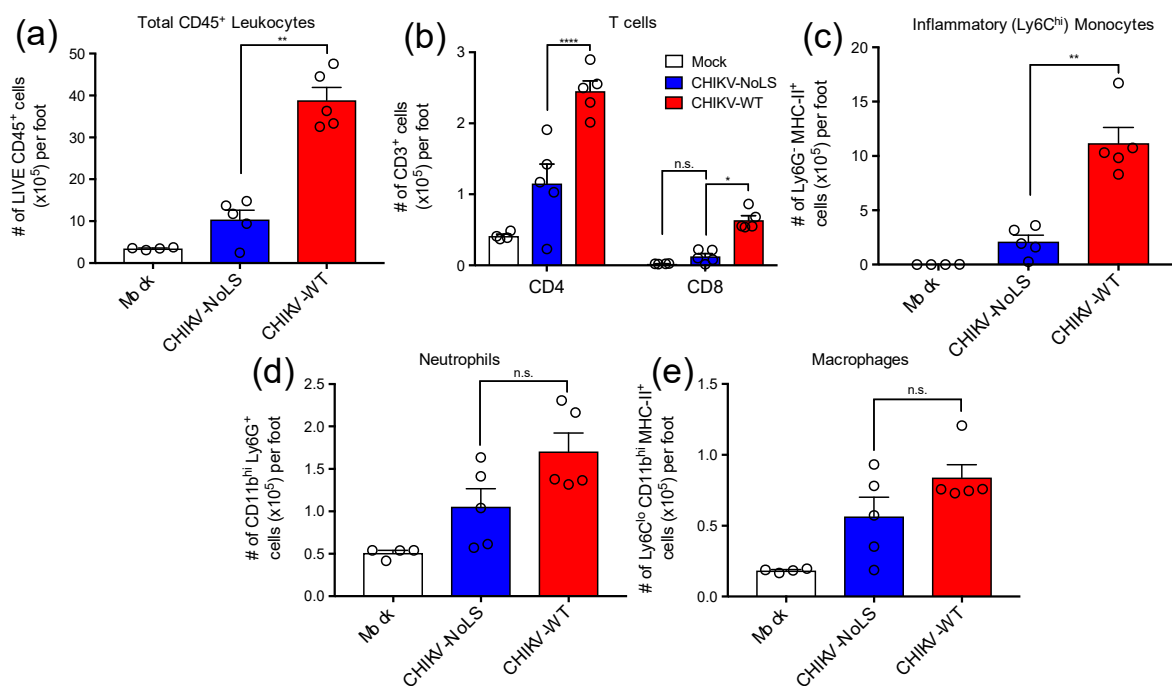 (a)
Total CD45⁺ Leukocytes
# of LIVE CD45⁺ cells
(x10⁵) per foot
50
40
30
20
10
0
**
Mock
CHIKV-NoLS
CHIKV-WT
(b)
T cells
# of CD3⁺ cells
(x10⁵) per foot
3
2
1
0
****
n.s.
*
Mock
CHIKV-NoLS
CHIKV-WT
CD4
CD8
(c)
Inflammatory (Ly6Cʰⁱ) Monocytes
# of Ly6G⁻ MHC-II⁺
cells (x10⁵) per foot
20
15
10
5
0
**
Mock
CHIKV-NoLS
CHIKV-WT
(d)
Neutrophils
# of CD11bʰⁱ Ly6G⁺
cells (x10⁵) per foot
2.5
2.0
1.5
1.0
0.5
0.0
n.s.
Mock
CHIKV-NoLS
CHIKV-WT
(e)
Macrophages
# of Ly6Cˡᵒ CD11bʰⁱ MHC-II⁺
cells (x10⁵) per foot
1.5
1.0
0.5
0.0
n.s.
Mock
CHIKV-NoLS
CHIKV-WT